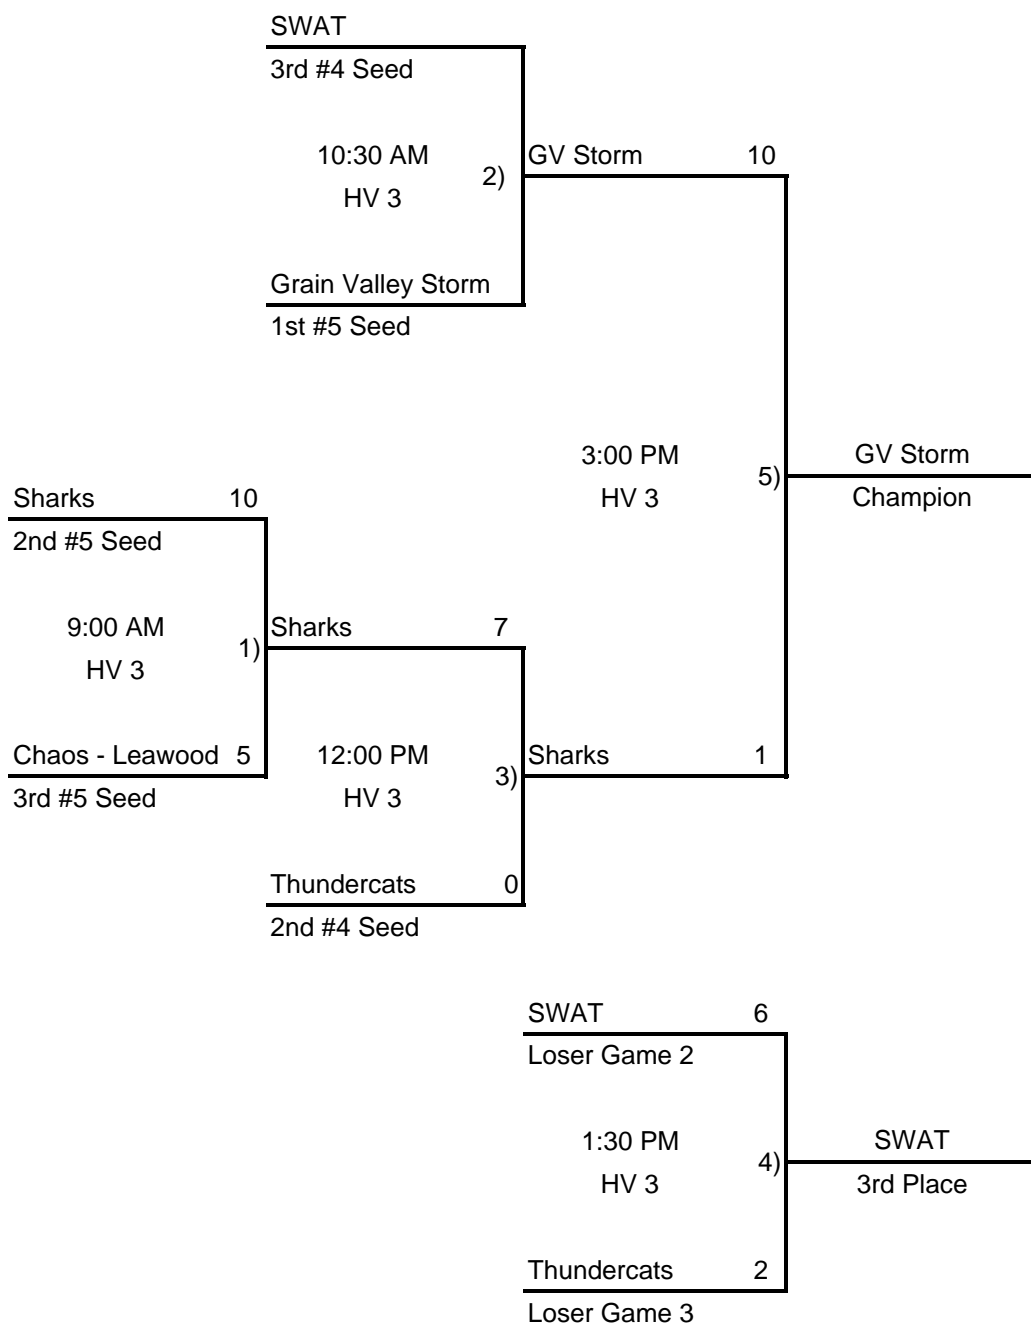 SWAT
3rd #4 Seed
10:30 AM
HV 3
2)
GV Storm 10
Grain Valley Storm
1st #5 Seed
3:00 PM
HV 3
5)
GV Storm
Champion
Sharks 10
2nd #5 Seed
9:00 AM
HV 3
1)
Sharks 7
Chaos - Leawood 5
3rd #5 Seed
12:00 PM
HV 3
3)
Sharks 1
Thundercats 0
2nd #4 Seed
SWAT 6
Loser Game 2
1:30 PM
HV 3
4)
SWAT
3rd Place
Thundercats 2
Loser Game 3